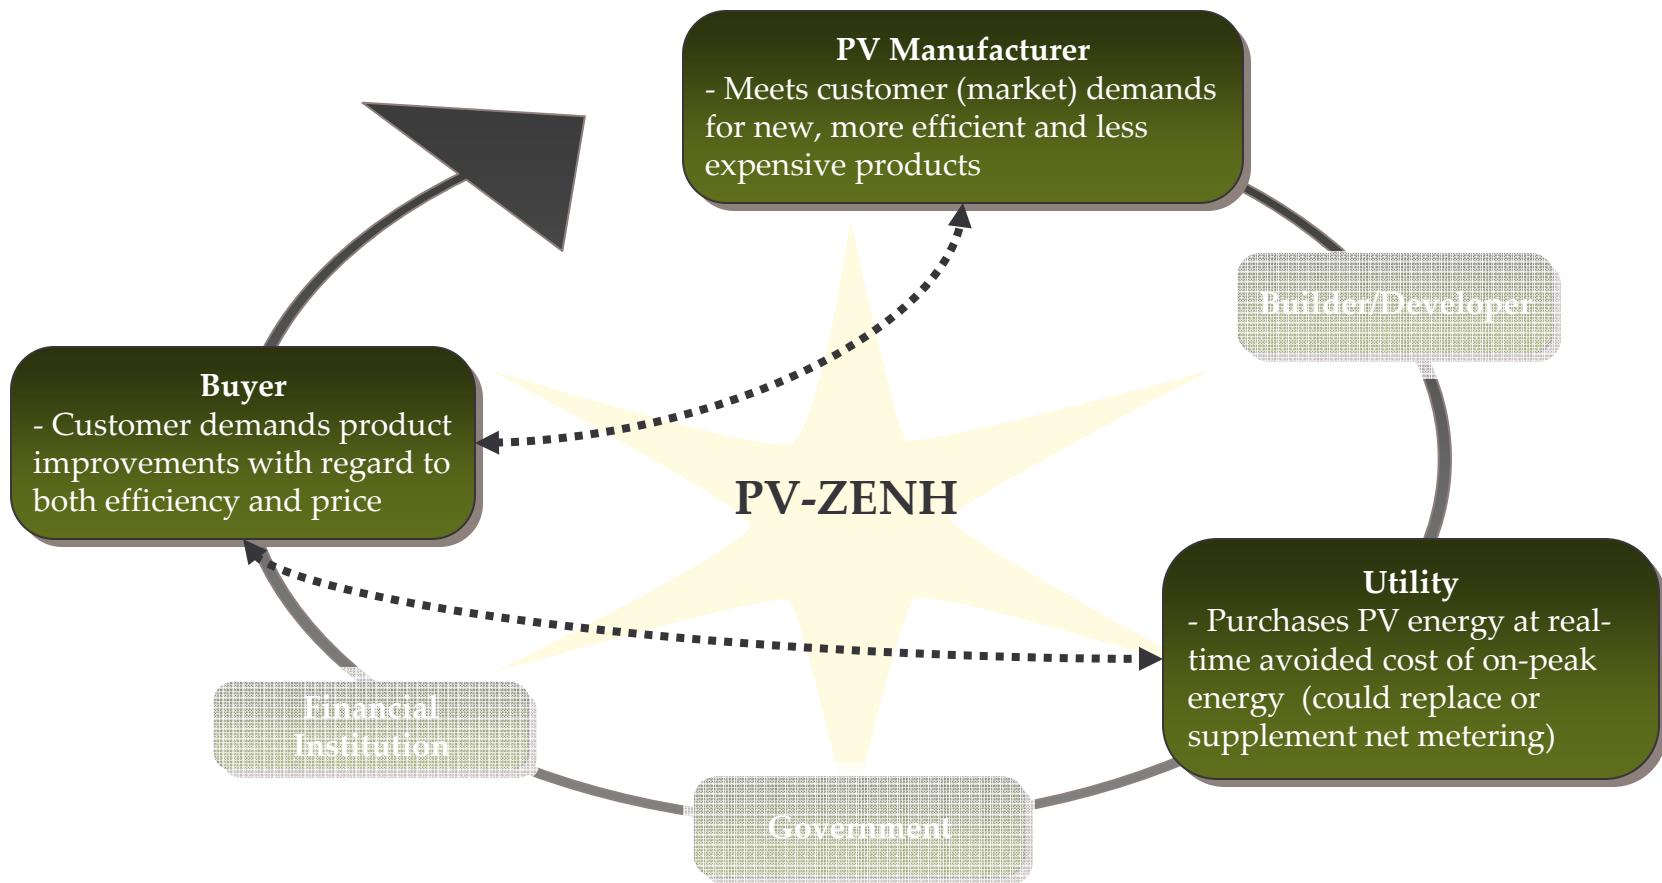 PV Manufacturer
- Meets customer (market) demands
for new, more efficient and less
expensive products
Builder/Developer
Buyer
- Customer demands product
improvements with regard to
both efficiency and price
PV-ZENH
Utility
- Purchases PV energy at real-
time avoided cost of on-peak
energy  (could replace or
supplement net metering)
Financial
Institution
Government